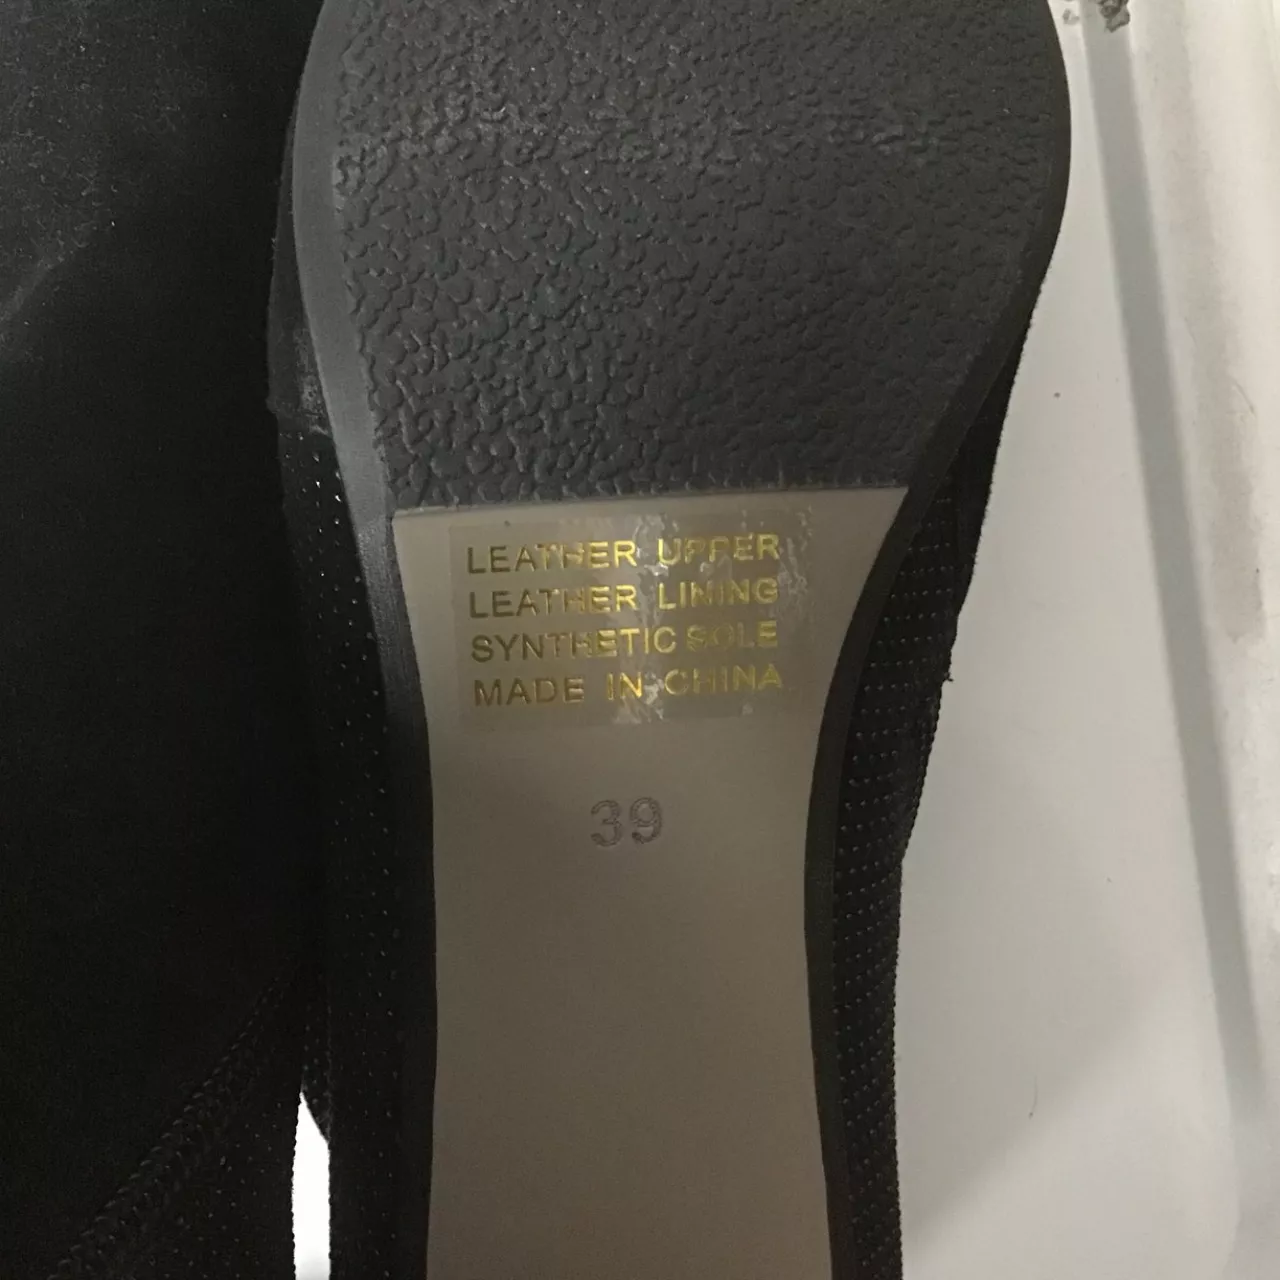 LEATHER UPPER
LEATHER LINING
SYNTHETIC SOLE
MADE IN CHINA
39